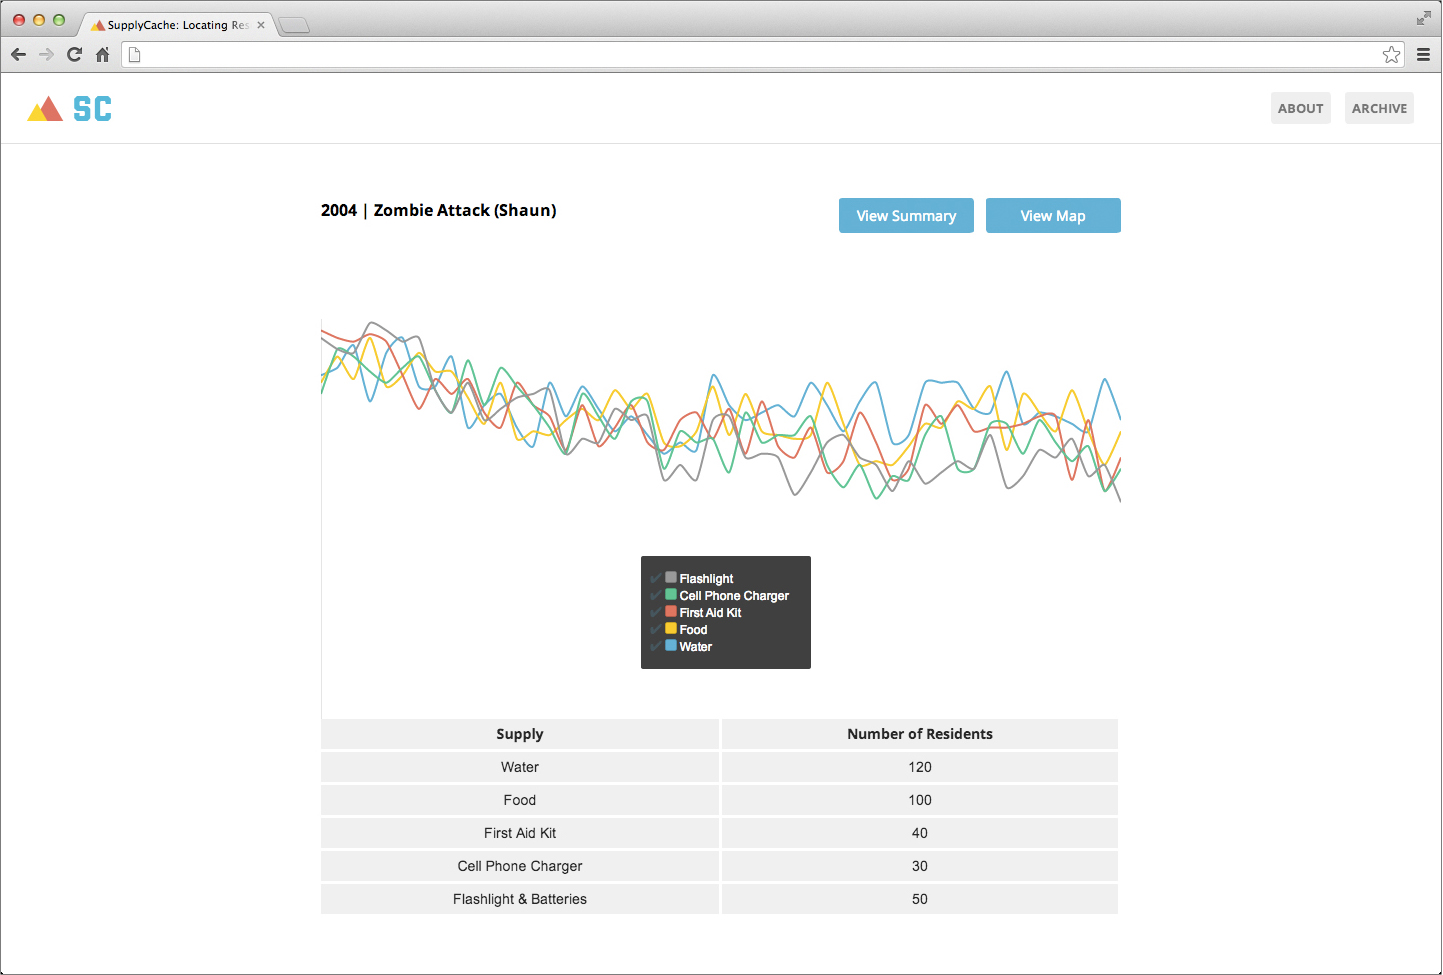 SupplyCache: Locating Res
SC
ABOUT
ARCHIVE
2004 | Zombie Attack (Shaun)
View Summary
View Map
Flashlight
Cell Phone Charger
First Aid Kit
Food
Water
Supply Number of Residents
Water 120
Food 100
First Aid Kit 40
Cell Phone Charger 30
Flashlight & Batteries 50